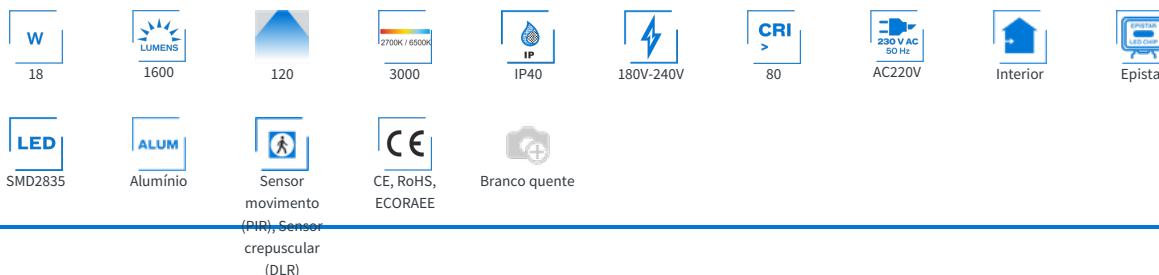 W
18
LUMENS
1600
120
2700K / 6500K
3000
IP
IP40
180V-240V
CRI
>
80
230 V AC
50 Hz
AC220V
Interior
EPISTAR
LED CHIP
Epista
LED
SMD2835
ALUM
Alumínio
Sensor
movimento
(PIR), Sensor
crepuscular
(DLR)
CE
CE, RoHS,
ECORAEE
Branco quente